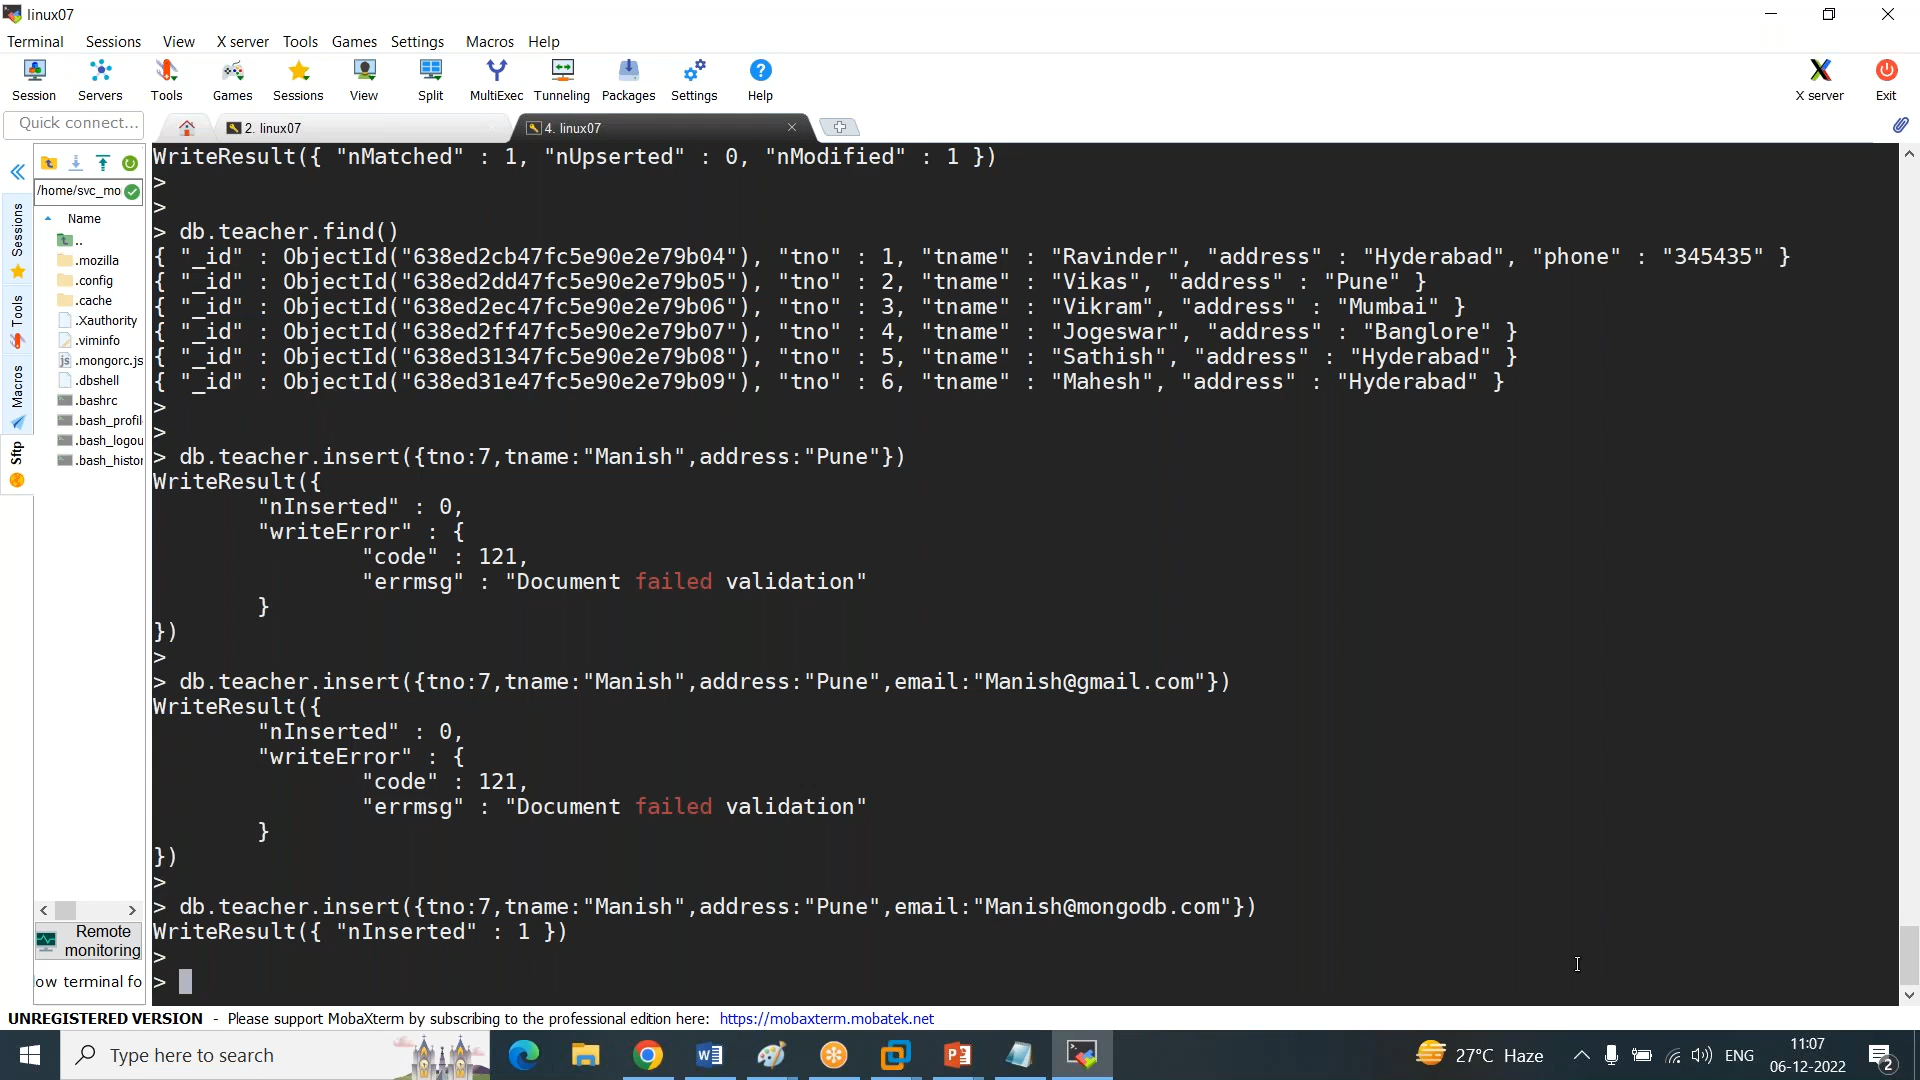 linux07
Terminal Sessions View X server Tools Games Settings Macros Help
Session Servers Tools Games Sessions View Split MultiExec Tunneling Packages Settings Help X server Exit
Quick connect... 2. linux07 4. linux07
/home/svc_mo
Name
..
.mozilla
.config
.cache
.Xauthority
.viminfo
.mongorc.js
.dbshell
.bashrc
.bash_profil
.bash_logou
.bash_histor
Sessions
Tools
Macros
Sftp
Remote
monitoring
ow terminal fo
WriteResult({ "nMatched" : 1, "nUpserted" : 0, "nModified" : 1 })
>
>
> db.teacher.find()
{ "_id" : ObjectId("638ed2cb47fc5e90e2e79b04"), "tno" : 1, "tname" : "Ravinder", "address" : "Hyderabad", "phone" : "345435" }
{ "_id" : ObjectId("638ed2dd47fc5e90e2e79b05"), "tno" : 2, "tname" : "Vikas", "address" : "Pune" }
{ "_id" : ObjectId("638ed2ec47fc5e90e2e79b06"), "tno" : 3, "tname" : "Vikram", "address" : "Mumbai" }
{ "_id" : ObjectId("638ed2ff47fc5e90e2e79b07"), "tno" : 4, "tname" : "Jogeswar", "address" : "Banglore" }
{ "_id" : ObjectId("638ed31347fc5e90e2e79b08"), "tno" : 5, "tname" : "Sathish", "address" : "Hyderabad" }
{ "_id" : ObjectId("638ed31e47fc5e90e2e79b09"), "tno" : 6, "tname" : "Mahesh", "address" : "Hyderabad" }
>
>
> db.teacher.insert({tno:7,tname:"Manish",address:"Pune"})
WriteResult({
"nInserted" : 0,
"writeError" : {
"code" : 121,
"errmsg" : "Document failed validation"
}
})
>
> db.teacher.insert({tno:7,tname:"Manish",address:"Pune",email:"Manish@gmail.com"})
WriteResult({
"nInserted" : 0,
"writeError" : {
"code" : 121,
"errmsg" : "Document failed validation"
}
})
>
> db.teacher.insert({tno:7,tname:"Manish",address:"Pune",email:"Manish@mongodb.com"})
WriteResult({ "nInserted" : 1 })
>
>
UNREGISTERED VERSION - Please support MobaXterm by subscribing to the professional edition here: https://mobaxterm.mobatek.net
Type here to search
27°C Haze
ENG
11:07
06-12-2022
2